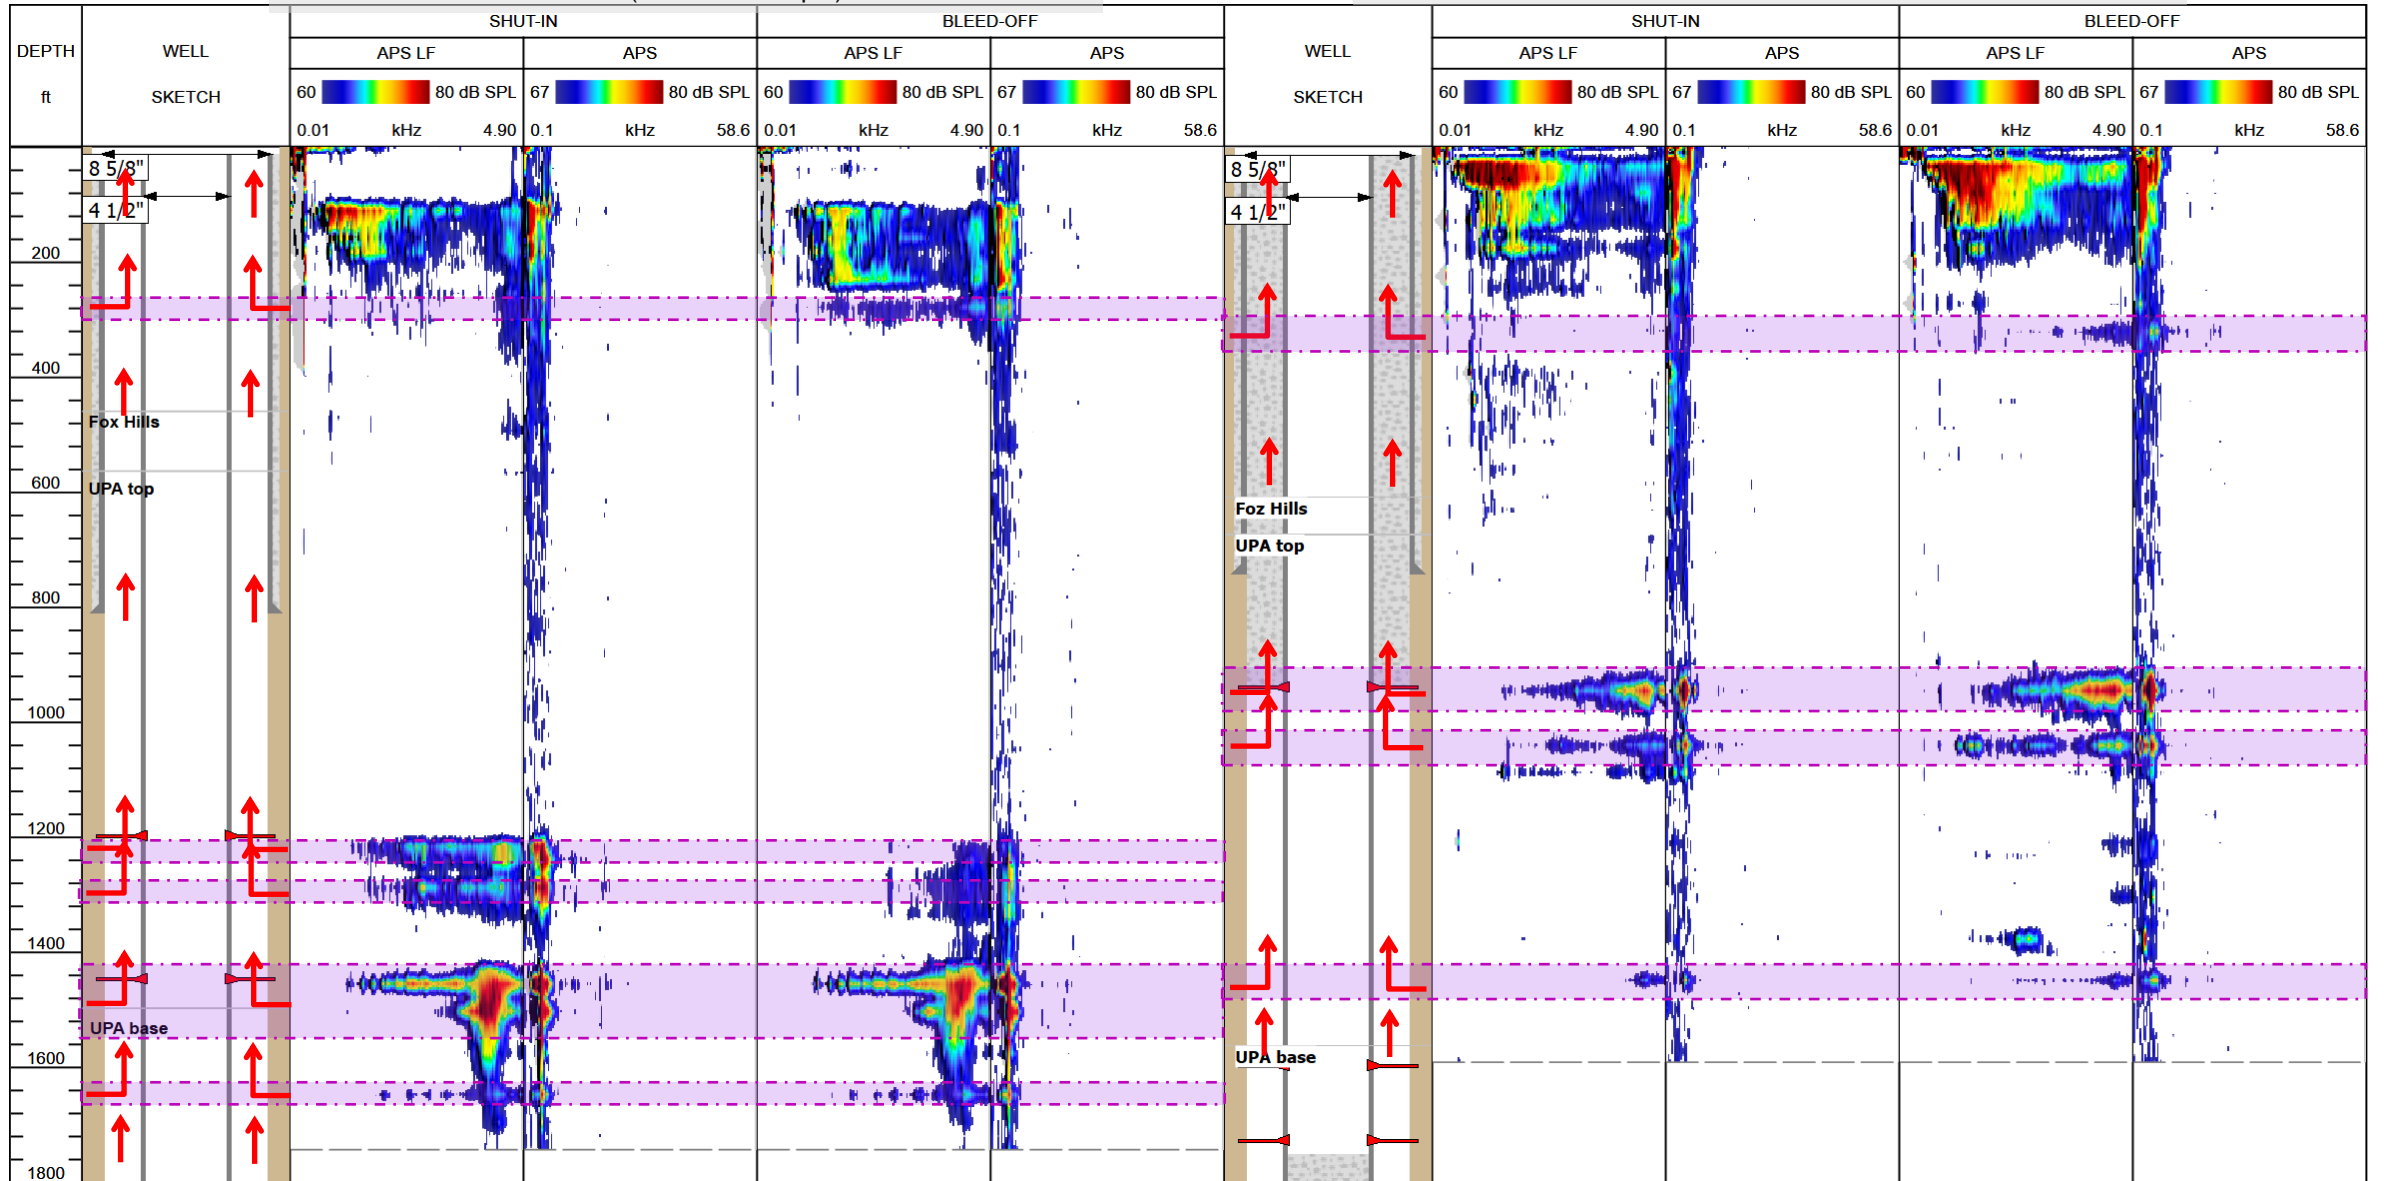 SHUT-IN BLEED-OFF SHUT-IN BLEED-OFF
DEPTH WELL APS LF APS APS LF APS WELL APS LF APS APS LF APS
ft SKETCH 60 80 dB SPL 67 80 dB SPL 60 80 dB SPL 67 80 dB SPL SKETCH 60 80 dB SPL 67 80 dB SPL 60 80 dB SPL 67 80 dB SPL
0.01 kHz 4.90 0.1 kHz 58.6 0.01 kHz 4.90 0.1 kHz 58.6 0.01 kHz 4.90 0.1 kHz 58.6 0.01 kHz 4.90 0.1 kHz 58.6
8 5/8" 8 5/8"
4 1/2" 4 1/2"
200
400
Fox Hills
600
UPA top
Foz Hills
UPA top
800
1000
1200
1400
UPA base
1600
UPA base
1800